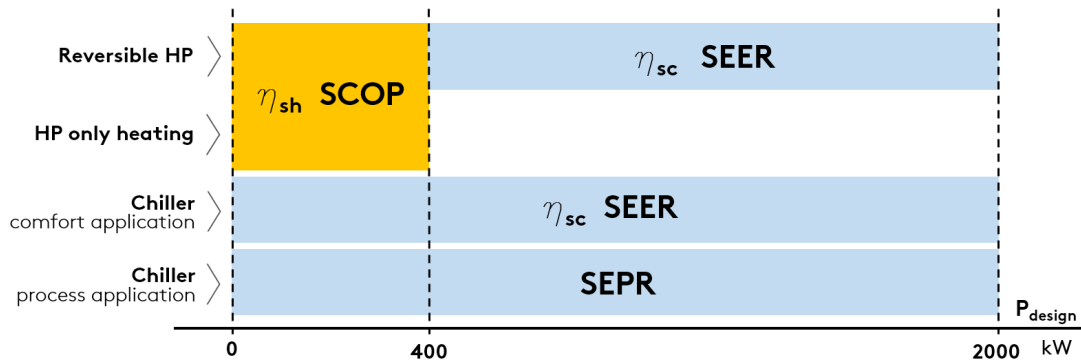 Reversible HP
ηsc SEER
ηsh SCOP
HP only heating
Chiller
comfort application
ηsc SEER
Chiller
process application
SEPR
Pdesign
0
400
2000
kW